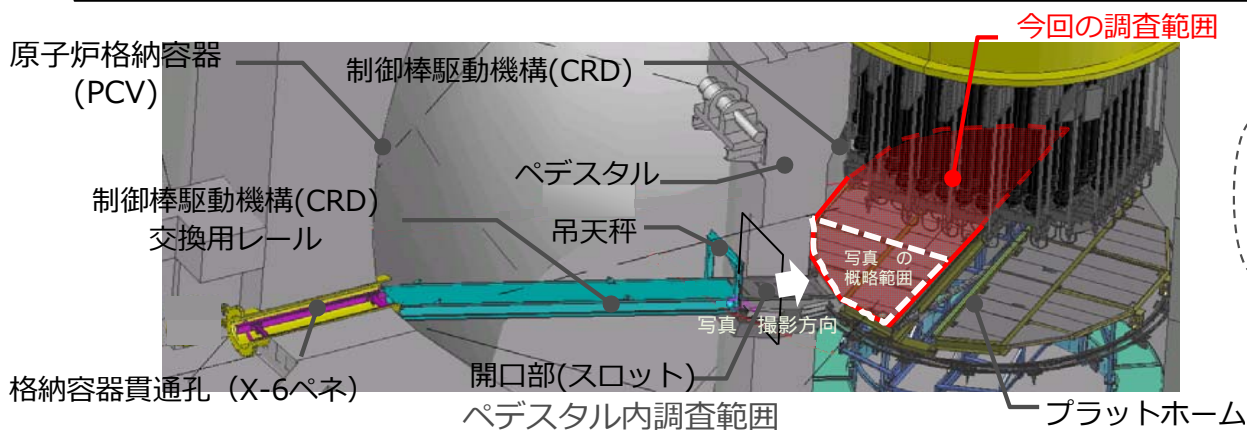 今回の調査範囲
原子炉格納容器
(PCV)
制御棒駆動機構(CRD)
ペデスタル
制御棒駆動機構(CRD)
交換用レール
吊天秤
写真 の
概略範囲
写真 撮影方向
開口部(スロット)
格納容器貫通孔（X-6ペネ）
ペデスタル内調査範囲
プラットホーム